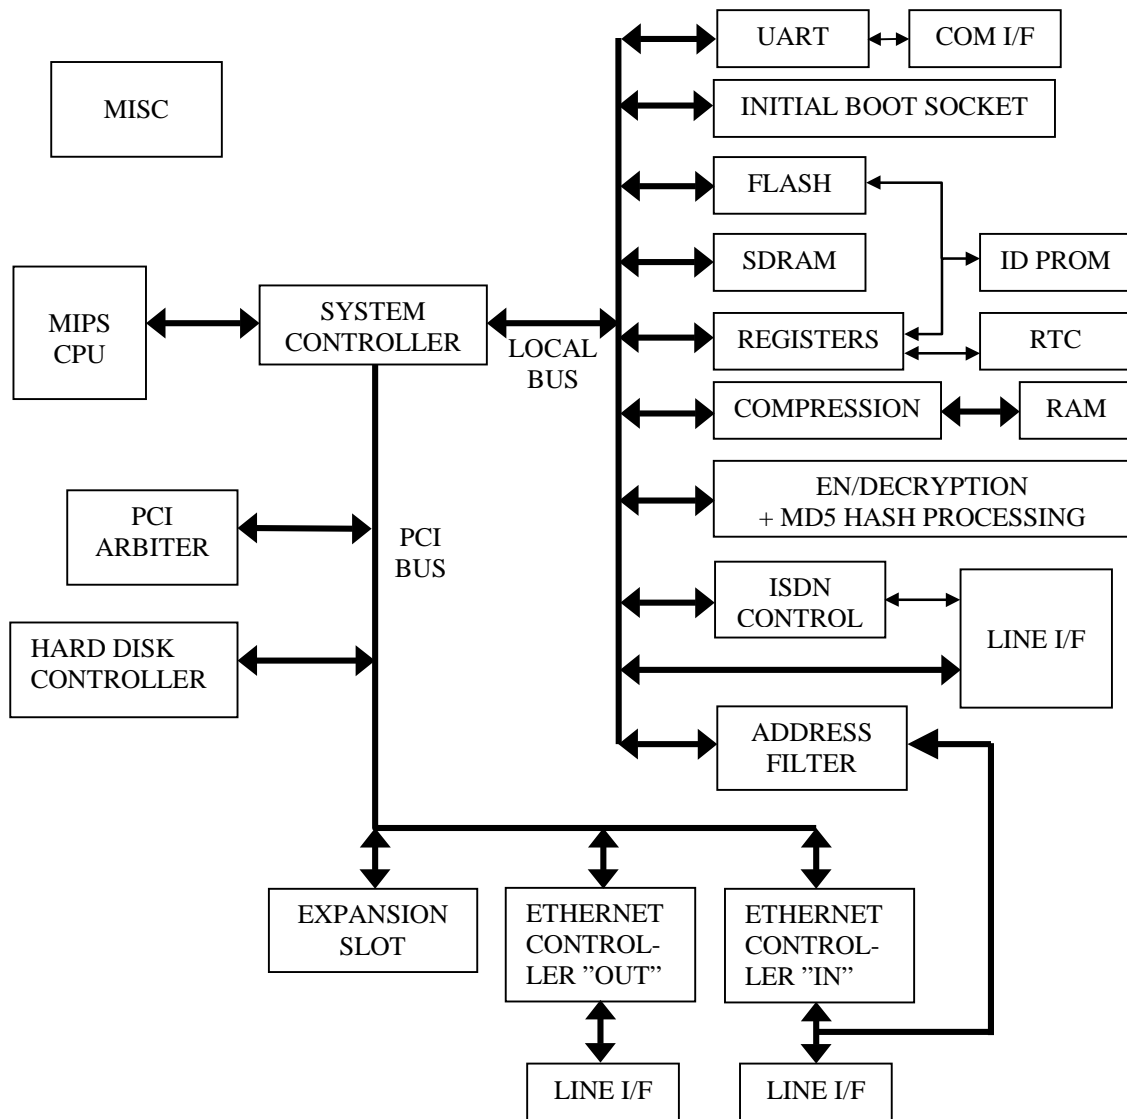 UART
COM I/F
MISC
INITIAL BOOT SOCKET
FLASH
SDRAM
ID PROM
MIPS
CPU
SYSTEM
CONTROLLER
LOCAL
BUS
REGISTERS
RTC
COMPRESSION
RAM
EN/DECRYPTION
+ MD5 HASH PROCESSING
PCI
ARBITER
PCI
BUS
ISDN
CONTROL
LINE I/F
HARD DISK
CONTROLLER
ADDRESS
FILTER
EXPANSION
SLOT
ETHERNET
CONTROL-
LER ”OUT”
ETHERNET
CONTROL-
LER ”IN”
LINE I/F
LINE I/F